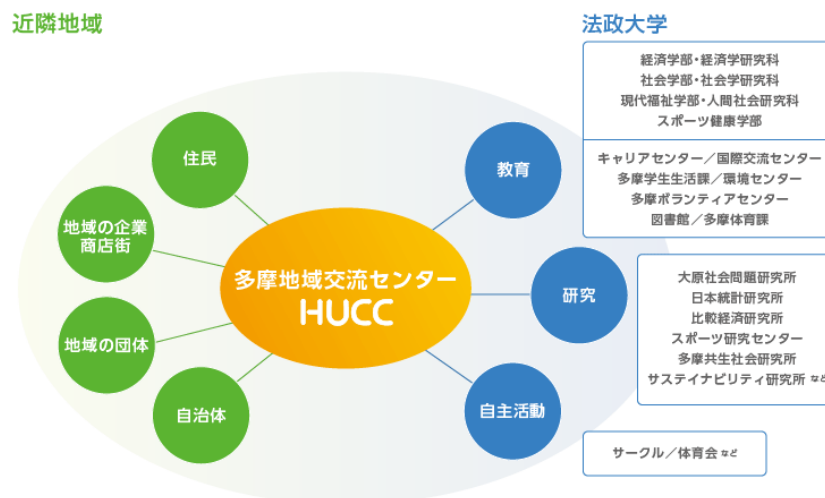 近隣地域
法政大学
住民
地域の企業
商店街
地域の団体
自治体
多摩地域交流センター
HUCC
教育
研究
自主活動
経済学部・経済学研究科
社会学部・社会学研究科
現代福祉学部・人間社会研究科
スポーツ健康学部
キャリアセンター／国際交流センター
多摩学生生活課／環境センター
多摩ボランティアセンター
図書館／多摩体育課
大原社会問題研究所
日本統計研究所
比較経済研究所
スポーツ研究センター
多摩共生社会研究所
サステイナビリティ研究所 など
サークル／体育会 など